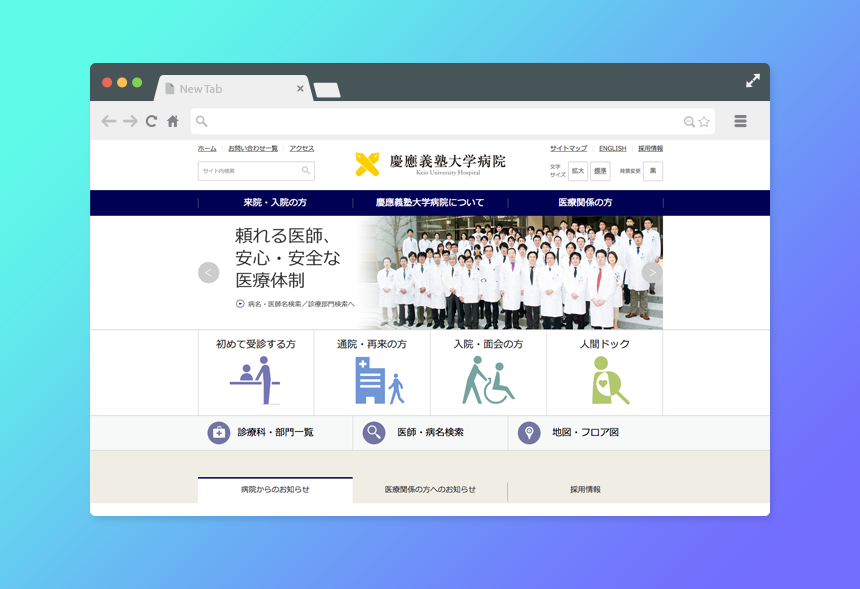 New Tab
ホーム お問い合わせ一覧 アクセス
サイト内検索
慶應義塾大学病院
Keio University Hospital
サイトマップ ENGLISH 採用情報
文字
サイズ
拡大 標準 背景変更 黒
来院・入院の方 慶應義塾大学病院について 医療関係の方
頼れる医師、
安心・安全な
医療体制
病名・医師名検索／診療部門検索へ
初めて受診する方 通院・再来の方 入院・面会の方 人間ドック
診療科・部門一覧 医師・病名検索 地図・フロア図
病院からのお知らせ 医療関係の方へのお知らせ 採用情報